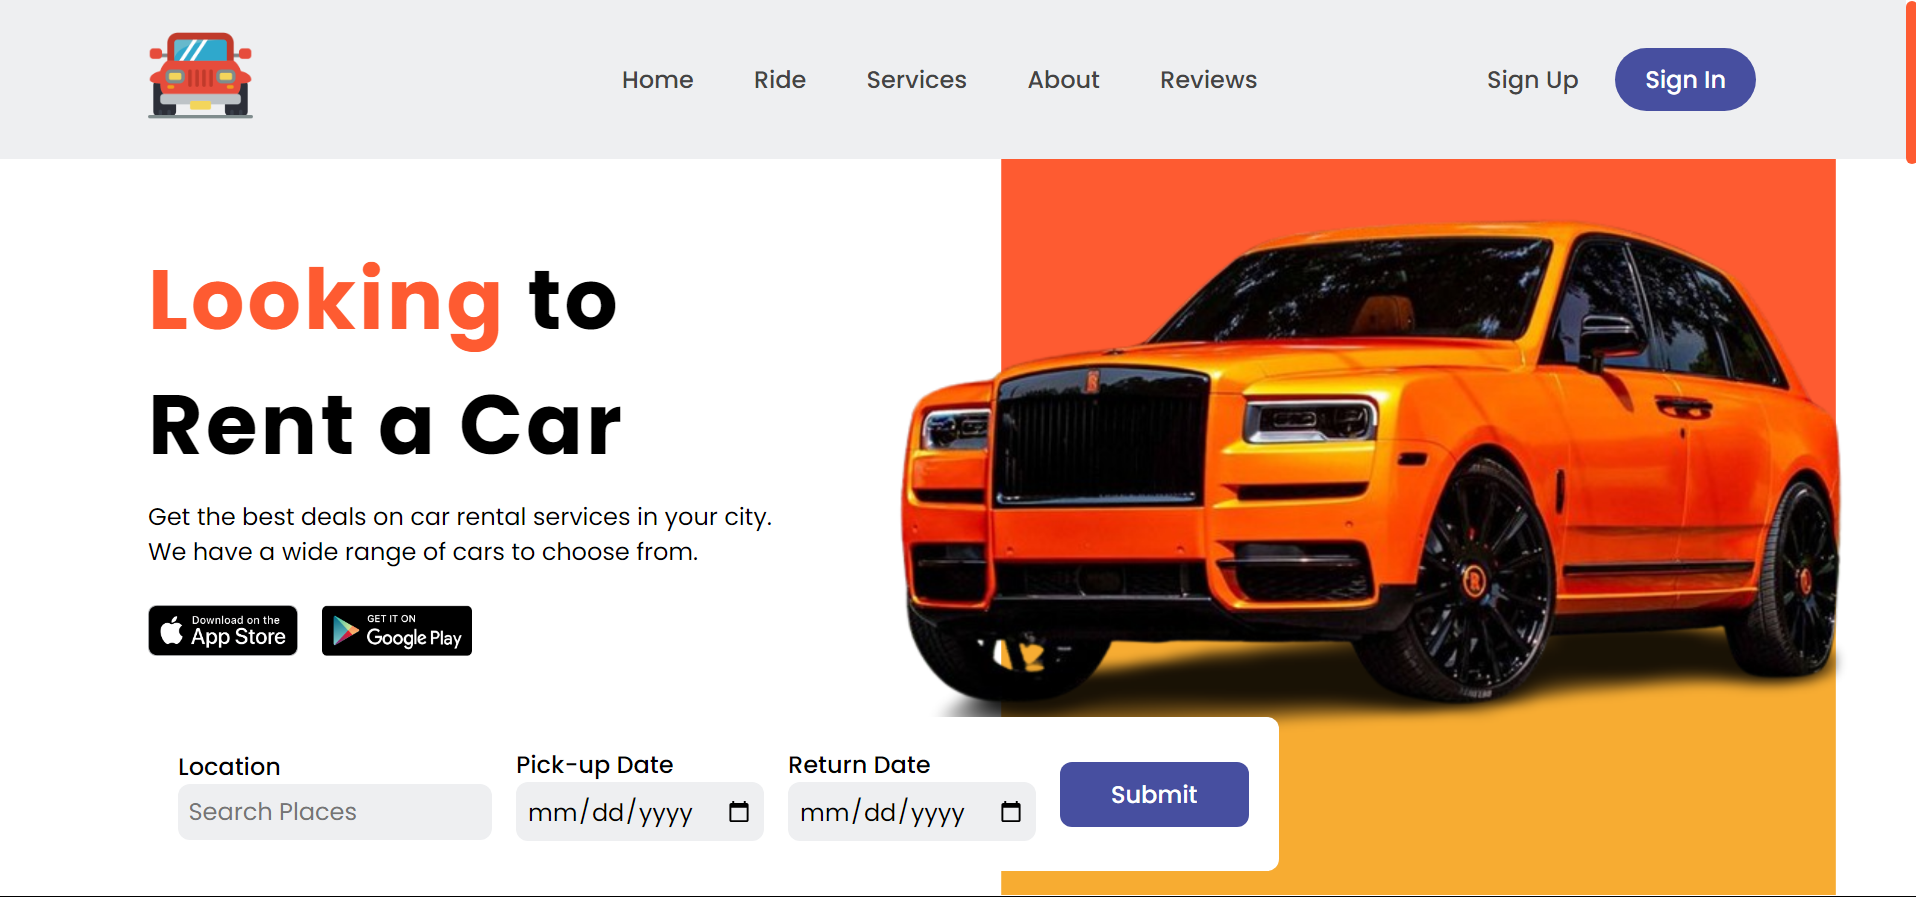 Home
Ride
Services
About
Reviews
Sign Up
Sign In
Looking to
Rent a Car
Get the best deals on car rental services in your city.
We have a wide range of cars to choose from.
Download on the
App Store
GET IT ON
Google Play
Location
Search Places
Pick-up Date
mm/dd/yyyy
Return Date
mm/dd/yyyy
Submit